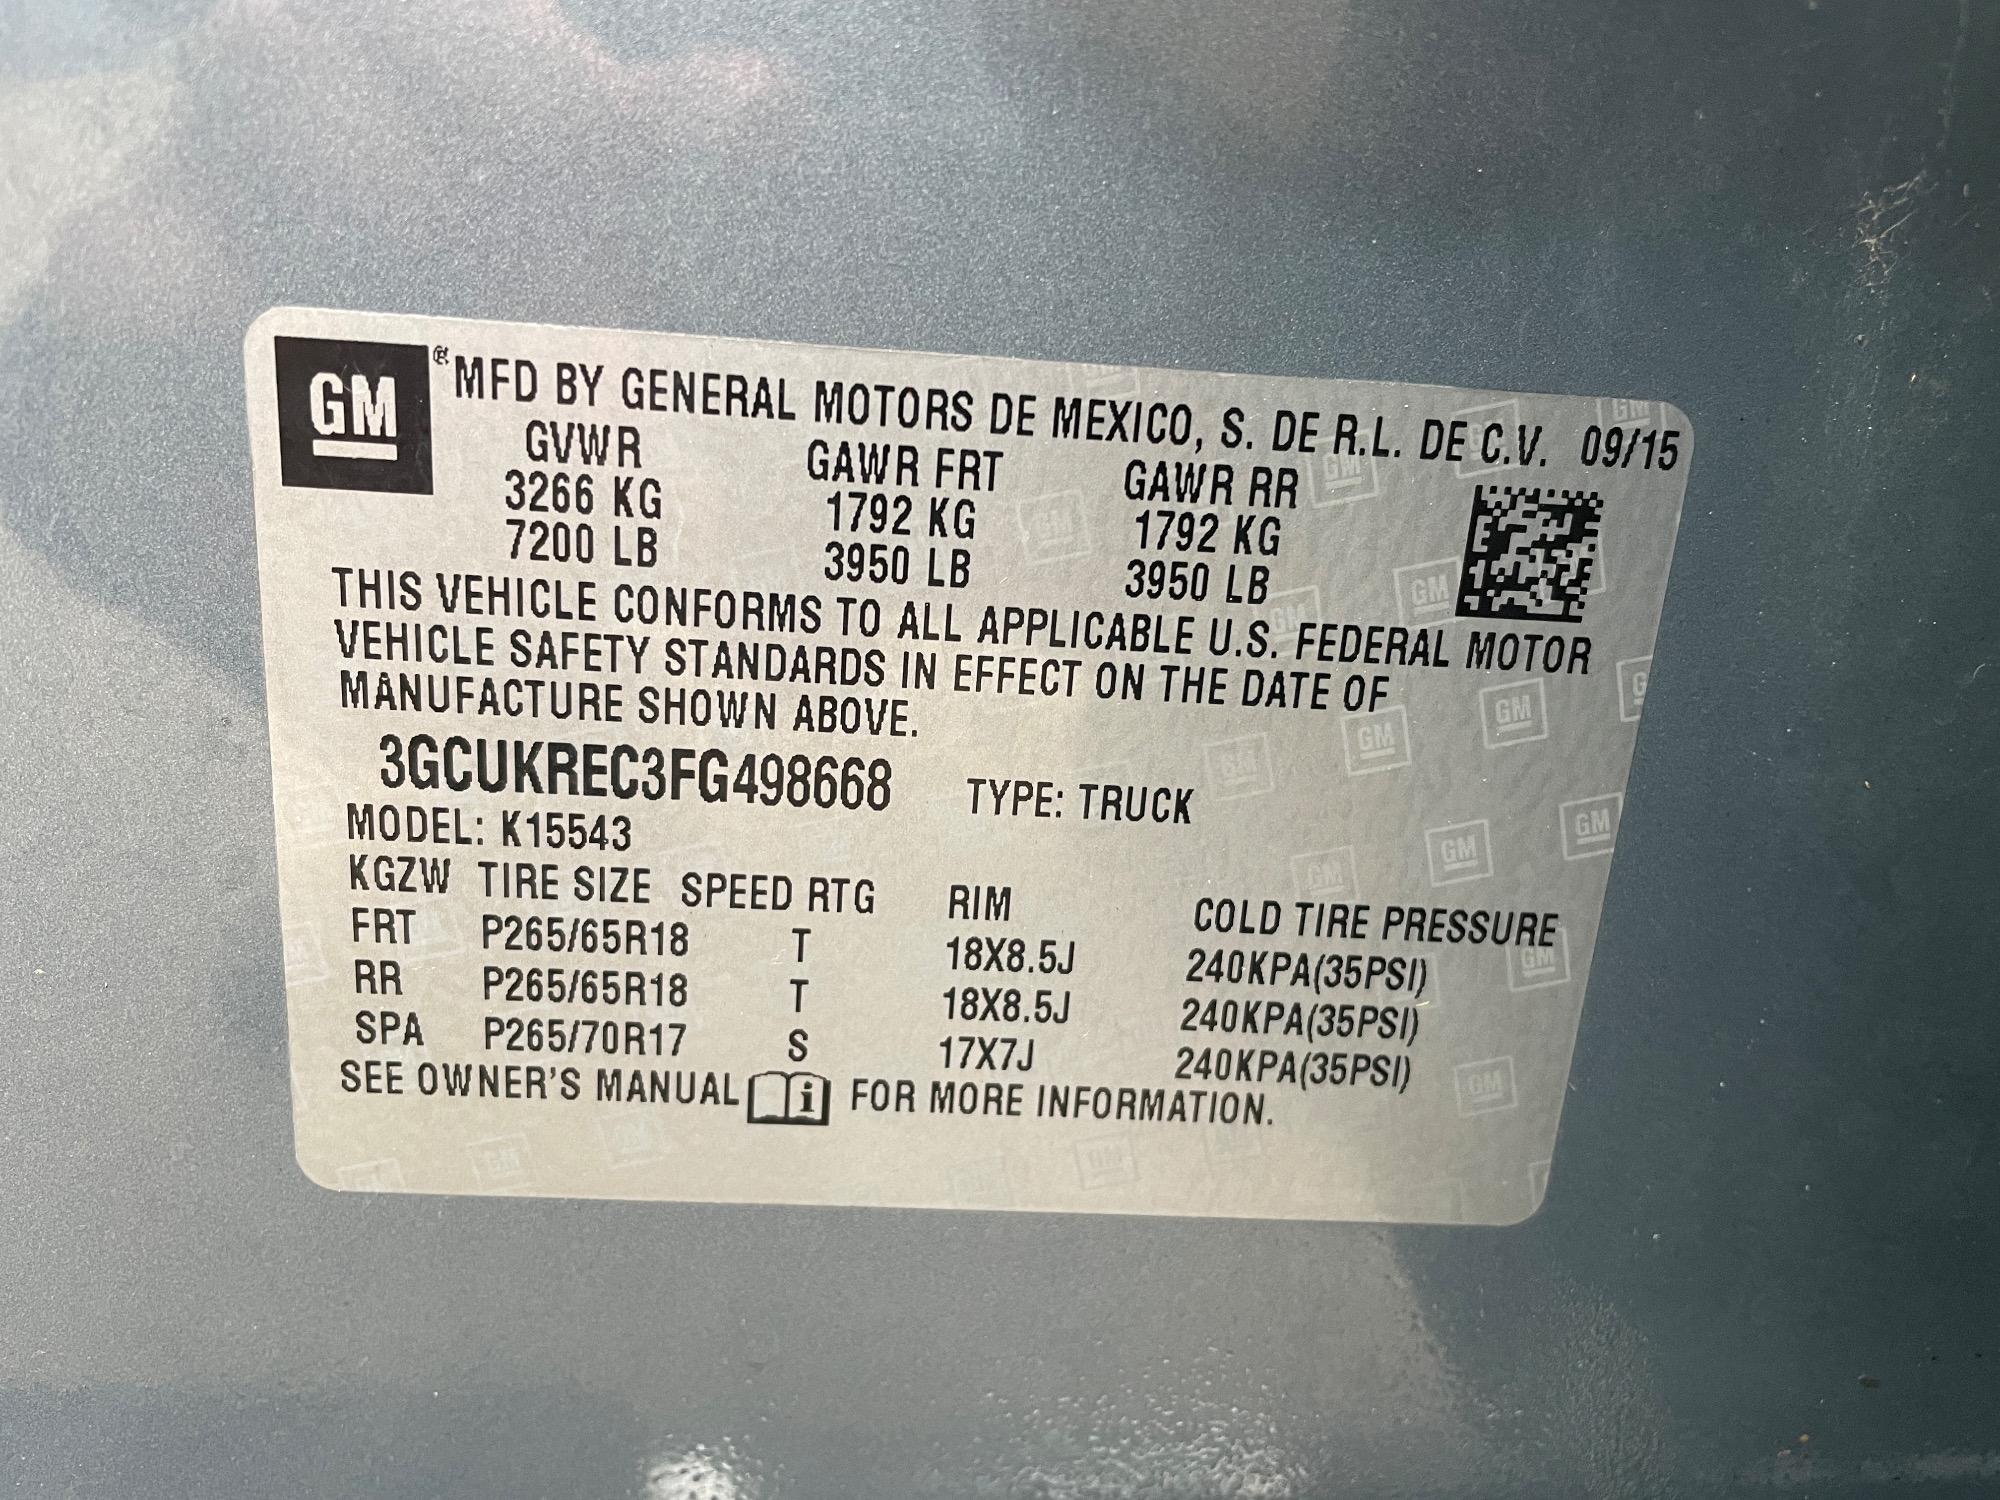 GM ® MFD BY GENERAL MOTORS DE MEXICO, S. DE R.L. DE C.V. 09/15
GVWR GAWR FRT GAWR RR
3266 KG 1792 KG 1792 KG
7200 LB 3950 LB 3950 LB
THIS VEHICLE CONFORMS TO ALL APPLICABLE U.S. FEDERAL MOTOR
VEHICLE SAFETY STANDARDS IN EFFECT ON THE DATE OF
MANUFACTURE SHOWN ABOVE.
3GCUKREC3FG498668 TYPE: TRUCK
MODEL: K15543
KGZW TIRE SIZE SPEED RTG RIM COLD TIRE PRESSURE
FRT P265/65R18 T 18X8.5J 240KPA(35PSI)
RR P265/65R18 T 18X8.5J 240KPA(35PSI)
SPA P265/70R17 S 17X7J 240KPA(35PSI)
SEE OWNER'S MANUAL i FOR MORE INFORMATION.